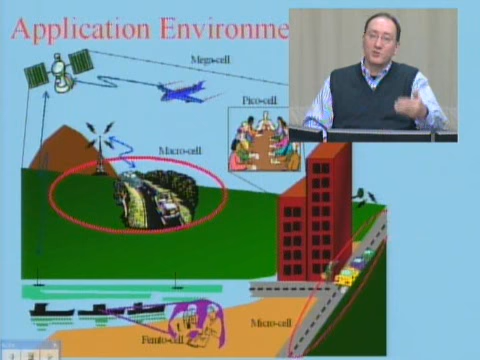 Application Environme
Mega-cell
Pico-cell
Macro-cell
Micro-cell
Femto-cell